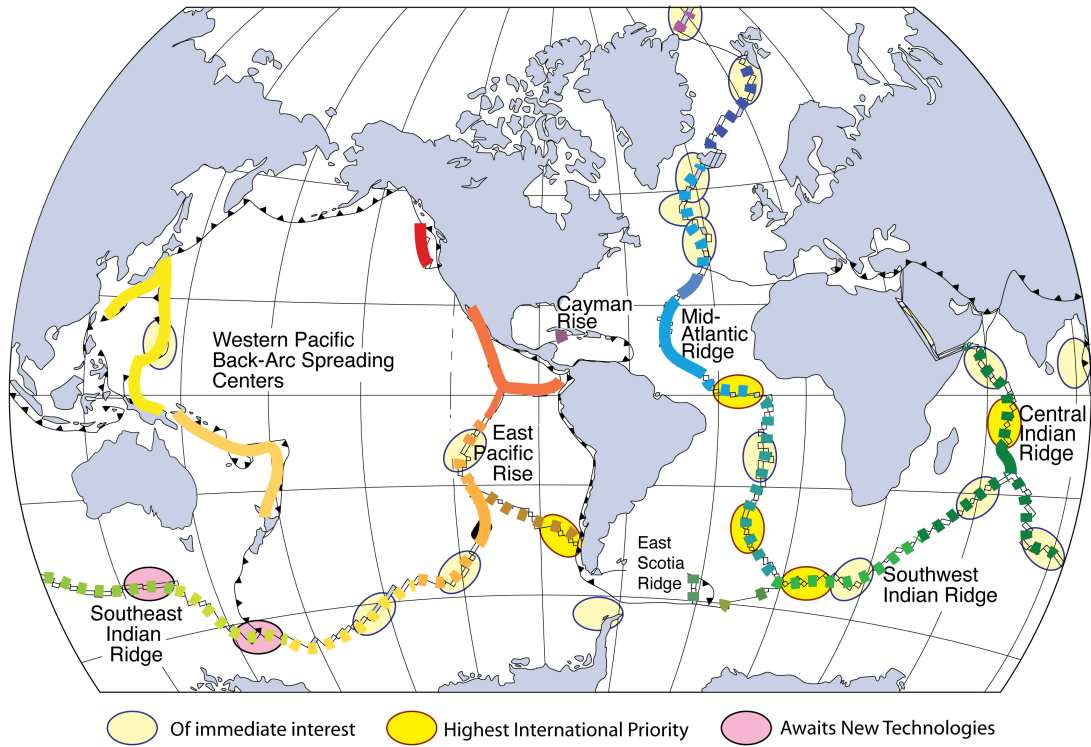 Cayman
Rise
Mid-
Atlantic
Ridge
Western Pacific
Back-Arc Spreading
Centers
East
Pacific
Rise
Central
Indian
Ridge
East
Scotia
Ridge
Southwest
Indian Ridge
Southeast
Indian
Ridge
Of immediate interest
Highest International Priority
Awaits New Technologies